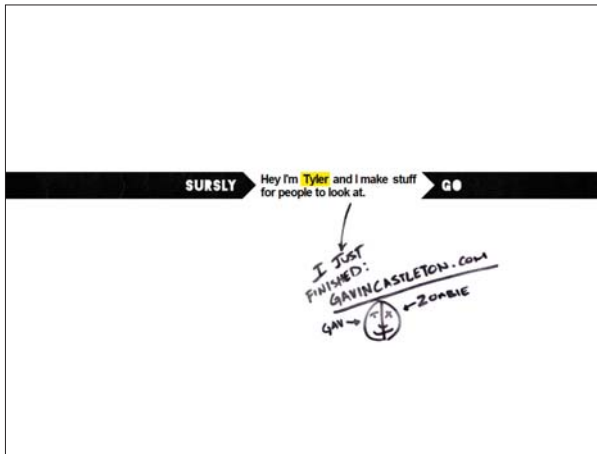 SURSLY
Hey I'm Tyler and I make stuff
for people to look at.
GO
I JUST
FINISHED:
GAVINCASTLETON.COM
GAV
ZOMBIE